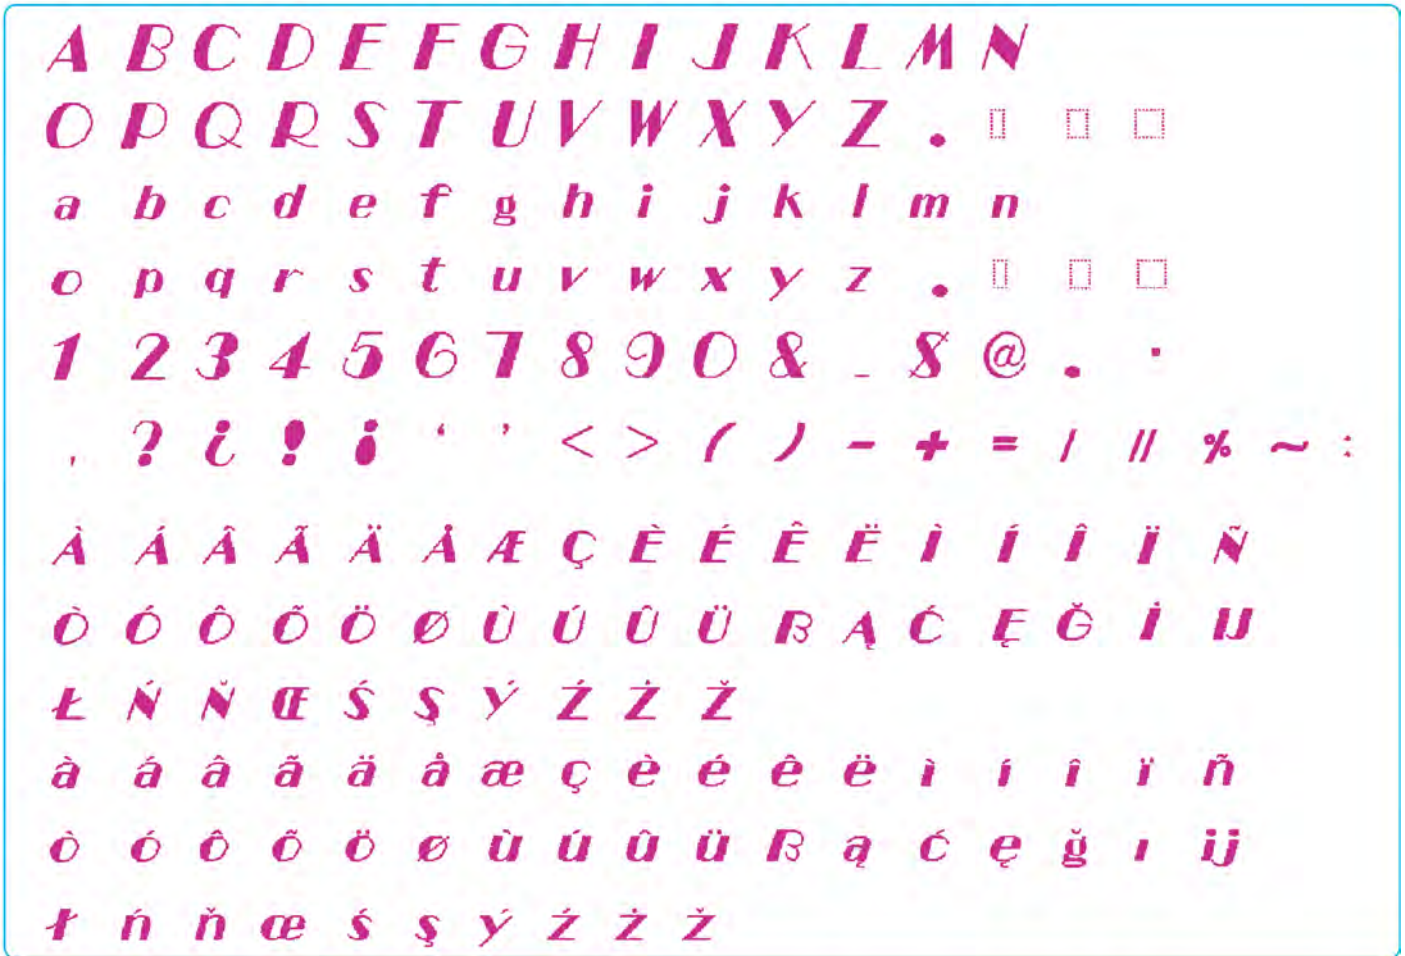 A B C D E F G H I J K L M N
O P Q R S T U V W X Y Z .
a b c d e f g h i j k l m n
o p q r s t u v w x y z .
1 2 3 4 5 6 7 8 9 0 & _ $ @ . ·
, ? ¿ ! ¡ ‘ ’ < > ( ) - + = / // % ~ :
À Á Â Ã Ä Å Æ Ç È É Ê Ë Ì Í Î Ï Ñ
Ò Ó Ô Õ Ö Ø Ù Ú Û Ü ß Ą Ć Ę Ğ İ IJ
Ł Ń Ň Œ Ś Ş Ý Ź Ż Ž
à á â ã ä å æ ç è é ê ë ì í î ï ñ
ò ó ô õ ö ø ù ú û ü ß ą ć ę ğ ı ij
ł ń ň œ ś ş ý ź ż ž